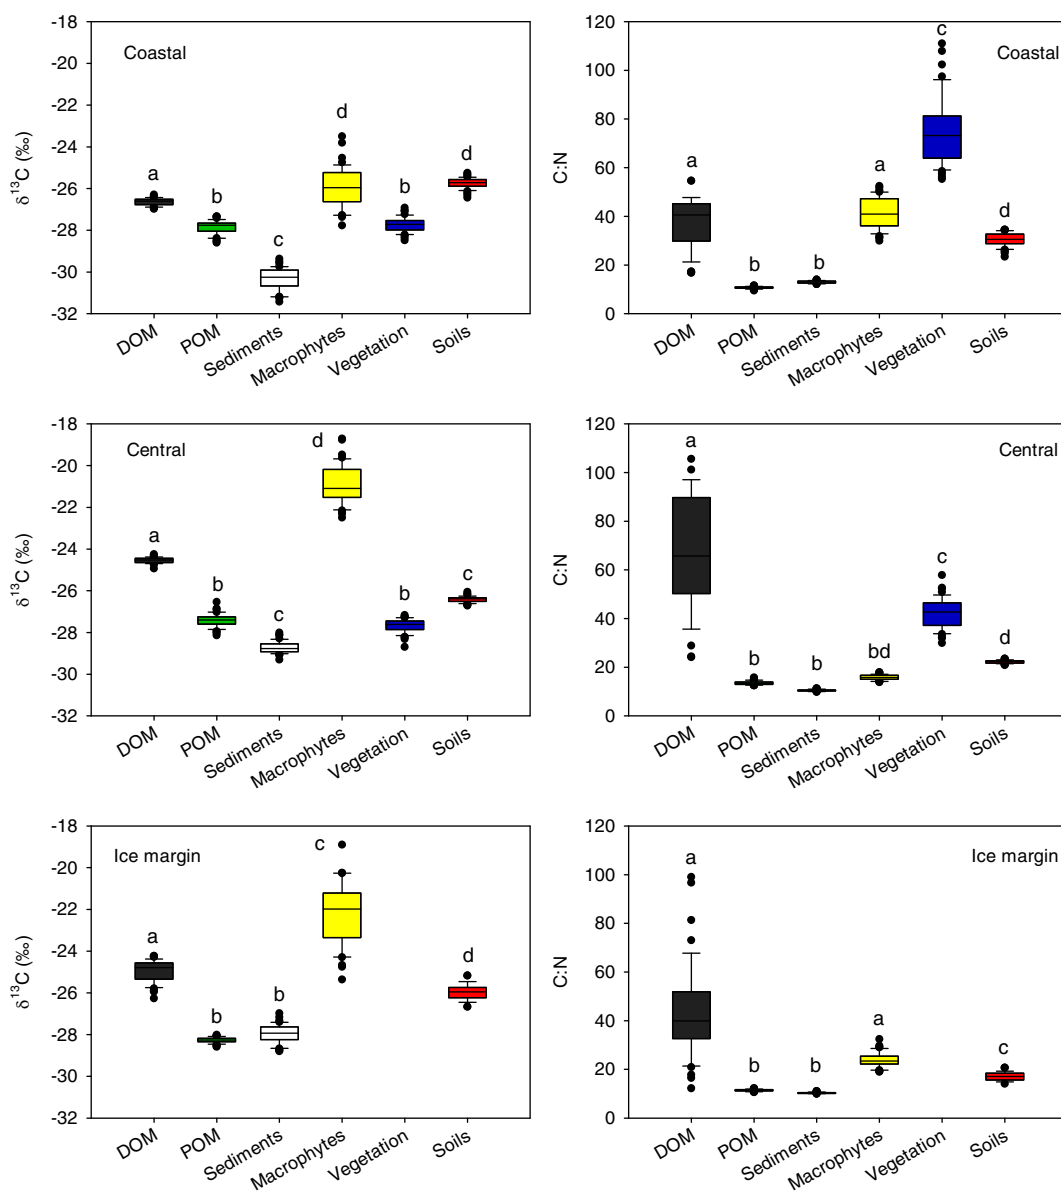 -18
-20
-22
-24
-26
-28
-30
-32
δ¹³C (‰)
Coastal
a
b
c
d
b
d
DOM
POM
Sediments
Macrophytes
Vegetation
Soils
120
100
80
60
40
20
0
C:N
Coastal
a
b
b
a
c
d
DOM
POM
Sediments
Macrophytes
Vegetation
Soils
-18
-20
-22
-24
-26
-28
-30
-32
δ¹³C (‰)
Central
a
b
c
d
b
c
DOM
POM
Sediments
Macrophytes
Vegetation
Soils
120
100
80
60
40
20
0
C:N
Central
a
b
b
bd
c
d
DOM
POM
Sediments
Macrophytes
Vegetation
Soils
-18
-20
-22
-24
-26
-28
-30
-32
δ¹³C (‰)
Ice margin
a
b
b
c
d
DOM
POM
Sediments
Macrophytes
Vegetation
Soils
120
100
80
60
40
20
0
C:N
Ice margin
a
b
b
a
c
DOM
POM
Sediments
Macrophytes
Vegetation
Soils